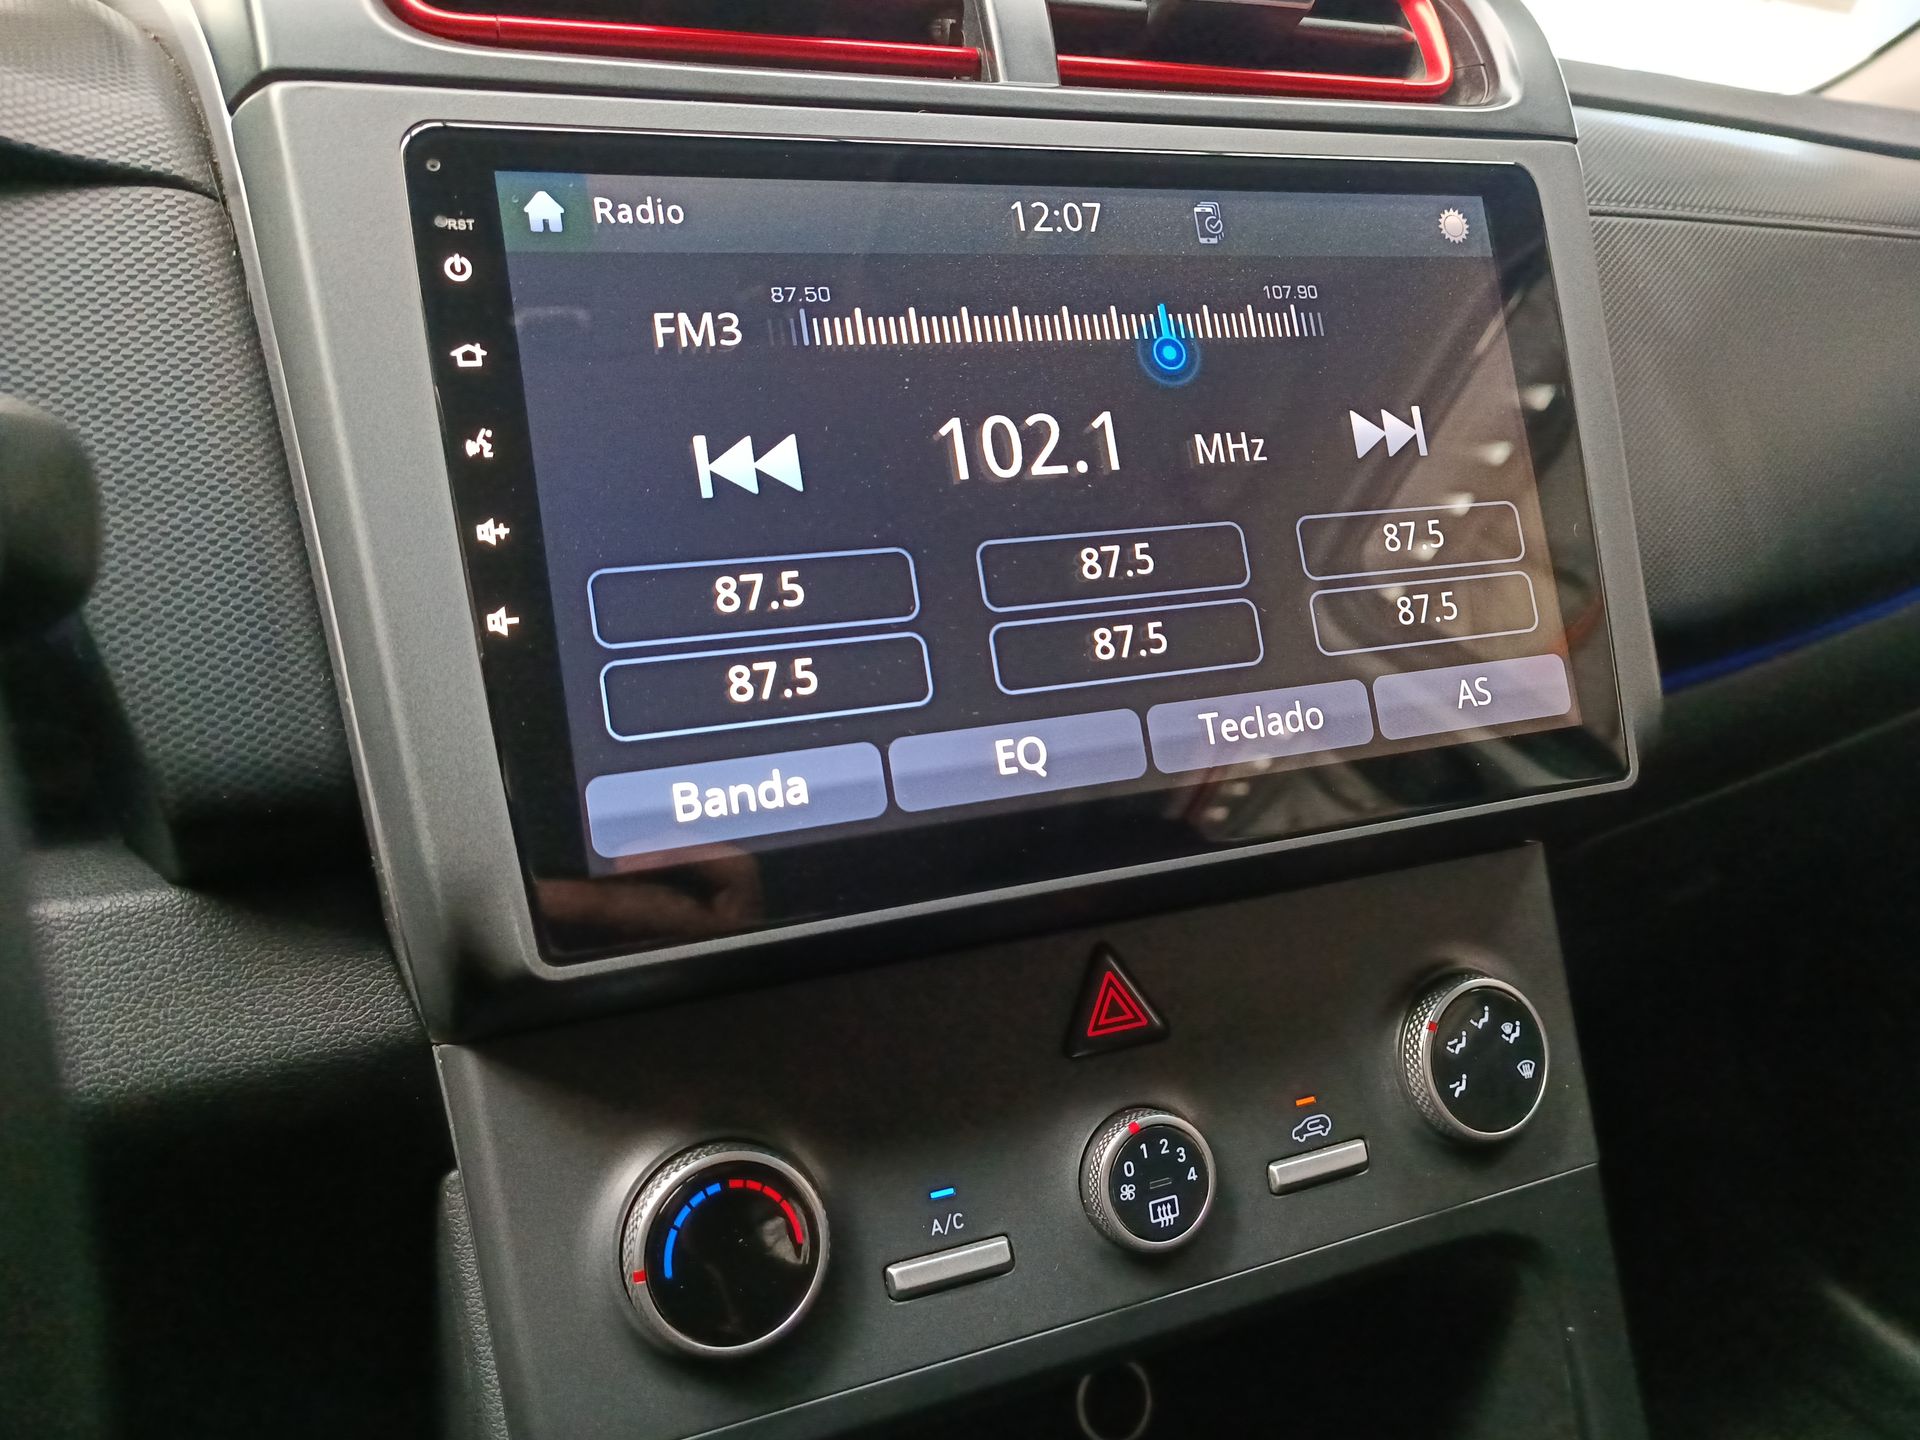 Radio
12:07
RST
87.50
107.90
FM3
102.1 MHz
87.5
87.5
87.5
87.5
87.5
87.5
Banda
EQ
Teclado
AS
A/C
0 1 2 3 4